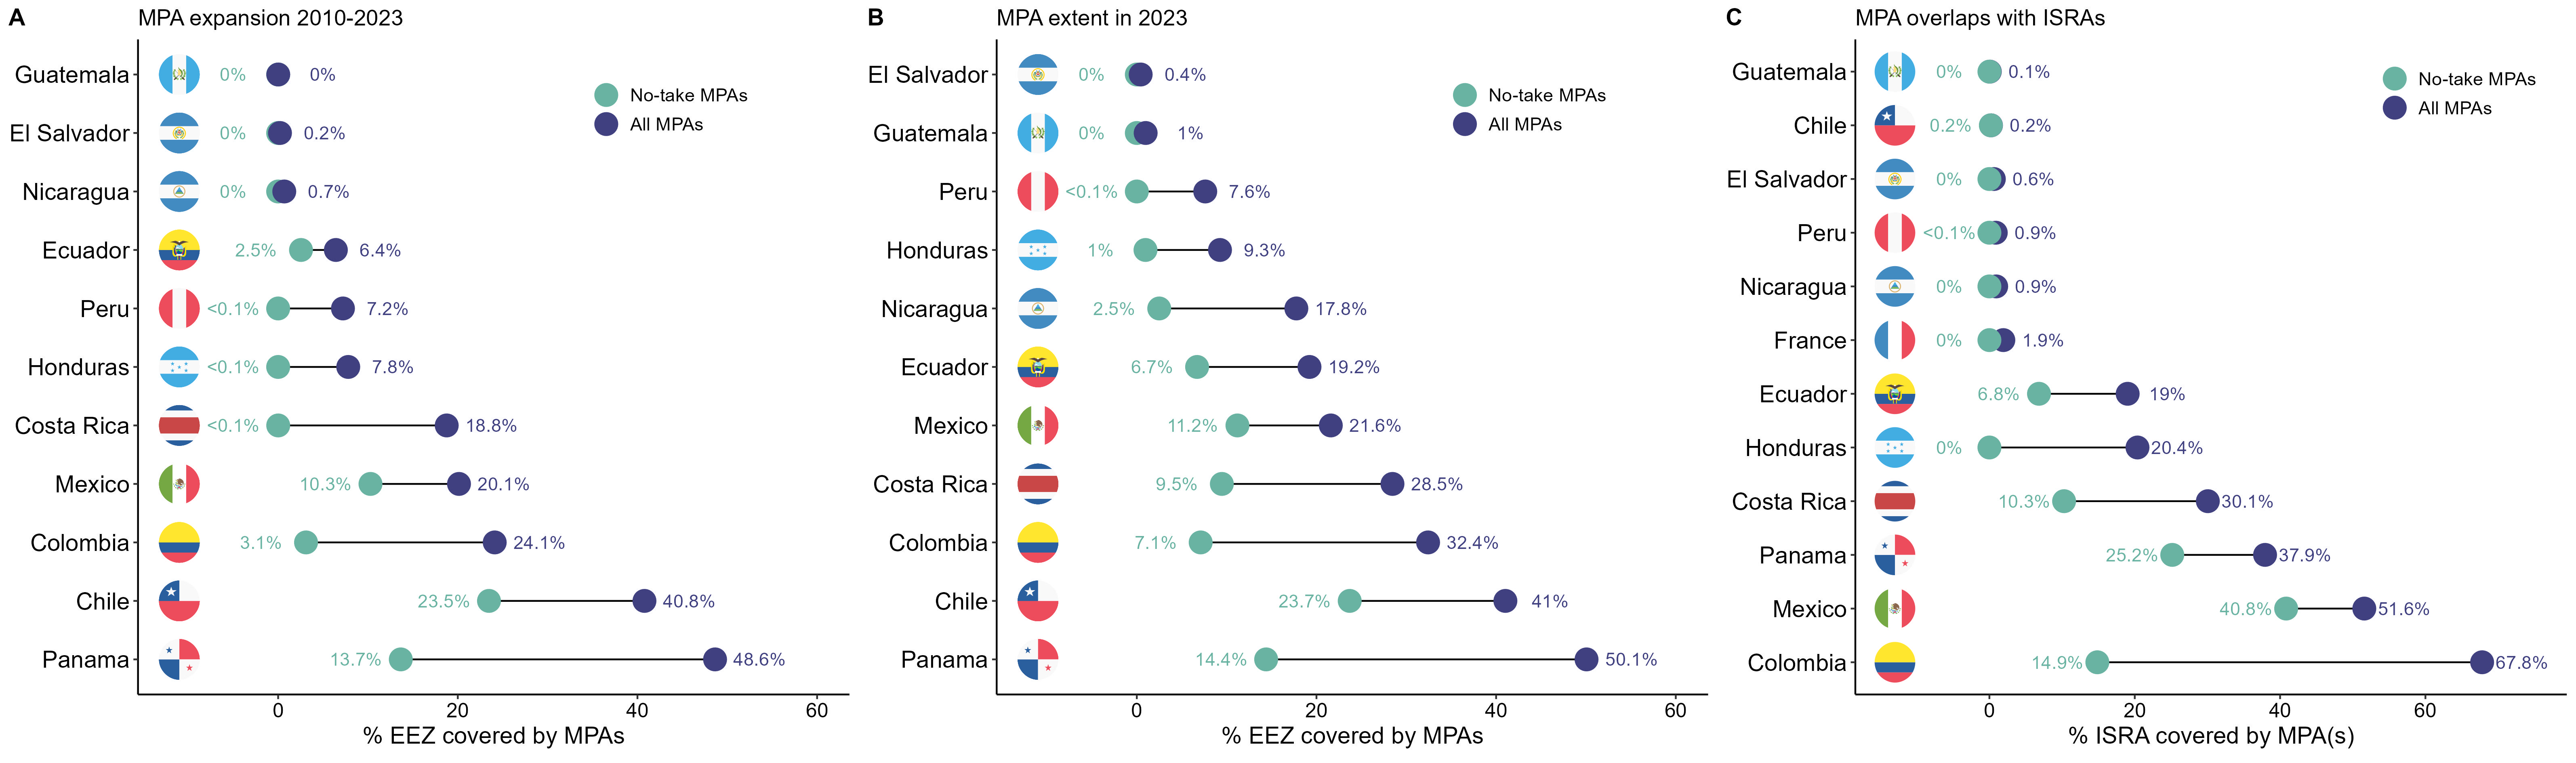 A MPA expansion 2010-2023
Guatemala 0% 0%
El Salvador 0% 0.2%
Nicaragua 0% 0.7%
Ecuador 2.5% 6.4%
Peru <0.1% 7.2%
Honduras <0.1% 7.8%
Costa Rica <0.1% 18.8%
Mexico 10.3% 20.1%
Colombia 3.1% 24.1%
Chile 23.5% 40.8%
Panama 13.7% 48.6%
No-take MPAs
All MPAs
0 20 40 60
% EEZ covered by MPAs
B MPA extent in 2023
El Salvador 0% 0.4%
Guatemala 0% 1%
Peru <0.1% 7.6%
Honduras 1% 9.3%
Nicaragua 2.5% 17.8%
Ecuador 6.7% 19.2%
Mexico 11.2% 21.6%
Costa Rica 9.5% 28.5%
Colombia 7.1% 32.4%
Chile 23.7% 41%
Panama 14.4% 50.1%
No-take MPAs
All MPAs
0 20 40 60
% EEZ covered by MPAs
C MPA overlaps with ISRAs
Guatemala 0% 0.1%
Chile 0.2% 0.2%
El Salvador 0% 0.6%
Peru <0.1% 0.9%
Nicaragua 0% 0.9%
France 0% 1.9%
Ecuador 6.8% 19%
Honduras 0% 20.4%
Costa Rica 10.3% 30.1%
Panama 25.2% 37.9%
Mexico 40.8% 51.6%
Colombia 14.9% 67.8%
No-take MPAs
All MPAs
0 20 40 60
% ISRA covered by MPA(s)